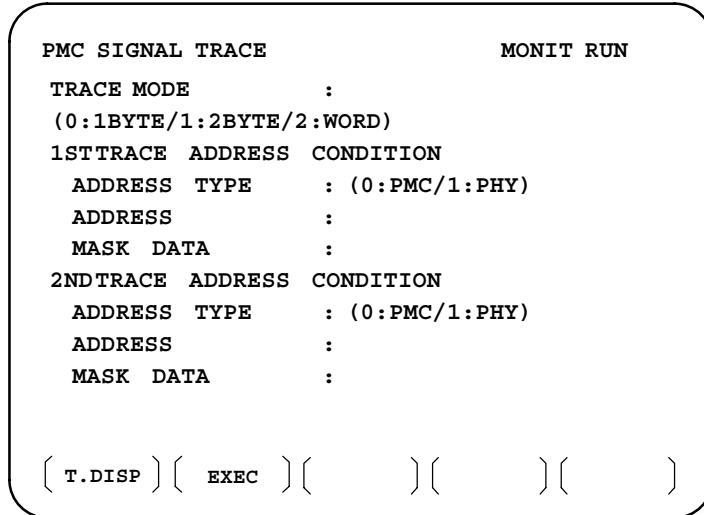 PMC SIGNAL TRACE MONIT RUN
TRACE MODE :
(0:1BYTE/1:2BYTE/2:WORD)
1STTRACE ADDRESS CONDITION
ADDRESS TYPE : (0:PMC/1:PHY)
ADDRESS :
MASK DATA :
2NDTRACE ADDRESS CONDITION
ADDRESS TYPE : (0:PMC/1:PHY)
ADDRESS :
MASK DATA :
[ T.DISP ] [ EXEC ] [ ] [ ] [ ]